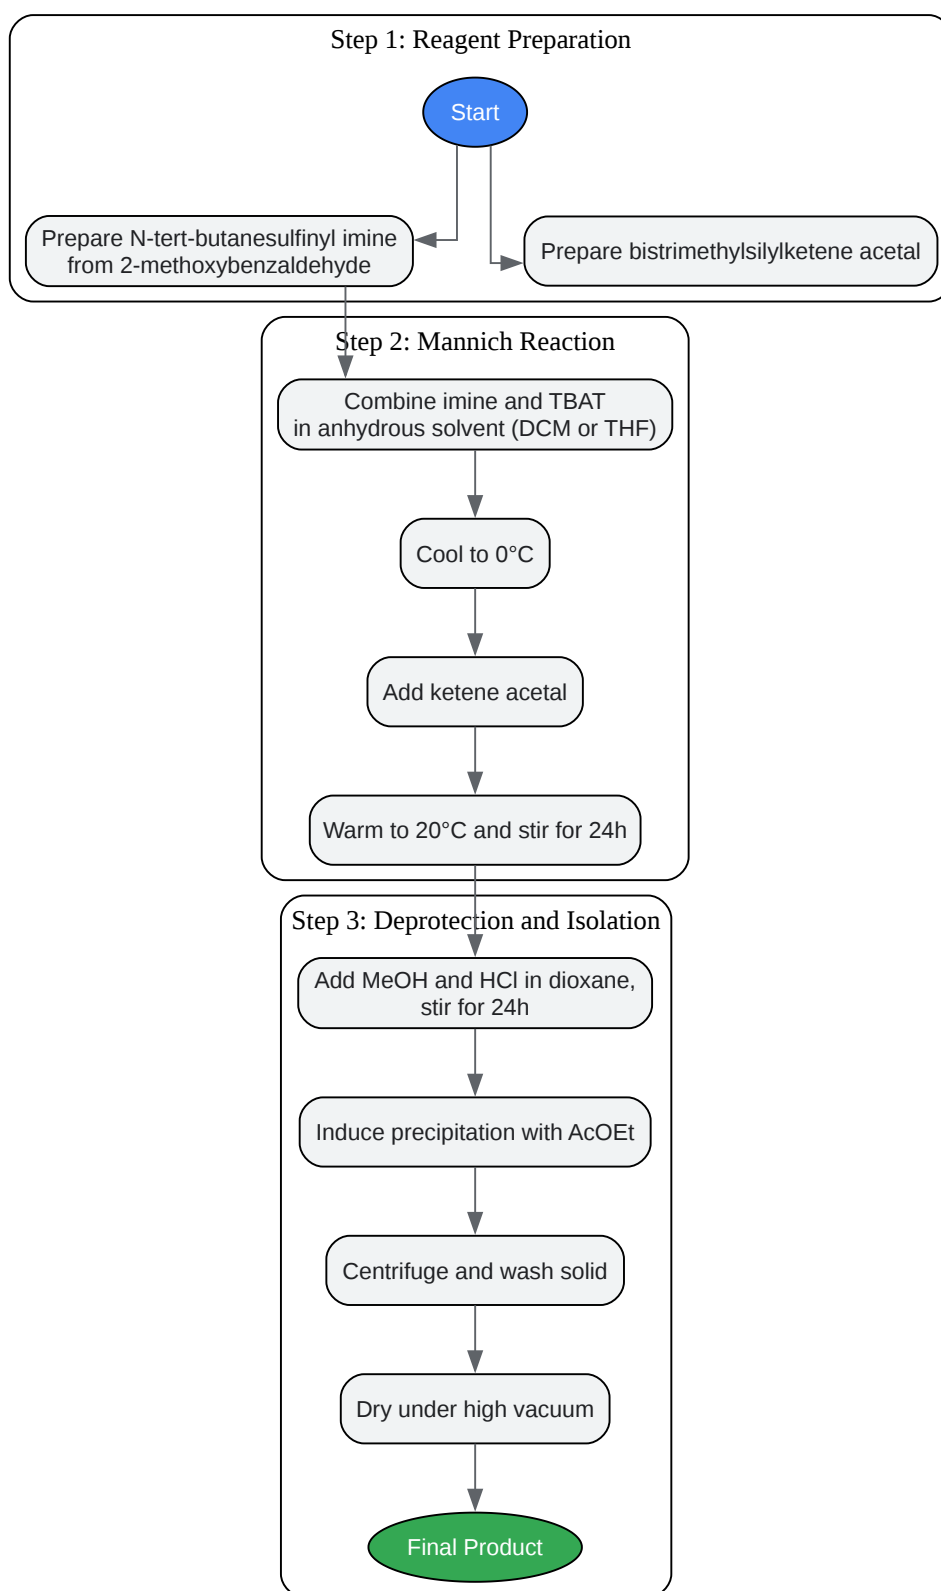 Step 1: Reagent Preparation
Start
Prepare N-tert-butanesulfinyl imine
from 2-methoxybenzaldehyde
Prepare bistrimethylsilylketene acetal
Step 2: Mannich Reaction
Combine imine and TBAT
in anhydrous solvent (DCM or THF)
Cool to 0°C
Add ketene acetal
Warm to 20°C and stir for 24h
Step 3: Deprotection and Isolation
Add MeOH and HCl in dioxane,
stir for 24h
Induce precipitation with AcOEt
Centrifuge and wash solid
Dry under high vacuum
Final Product